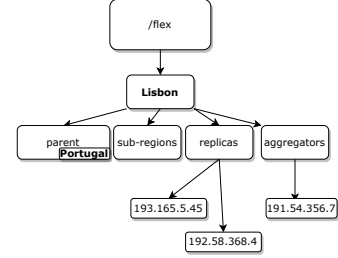 /flex
Lisbon
parent
Portugal
sub-regions
replicas
aggregators
193.165.5.45
191.54.356.7
192.58.368.4